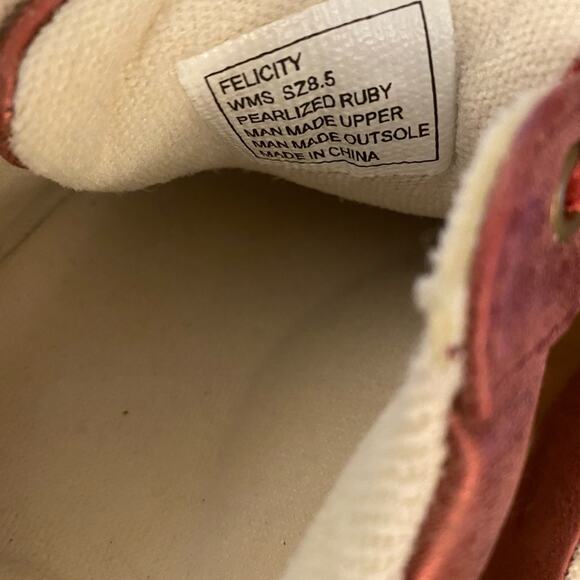 FELICITY
WMS SZ8.5
PEARLIZED RUBY
MAN MADE UPPER
MAN MADE OUTSOLE
MADE IN CHINA